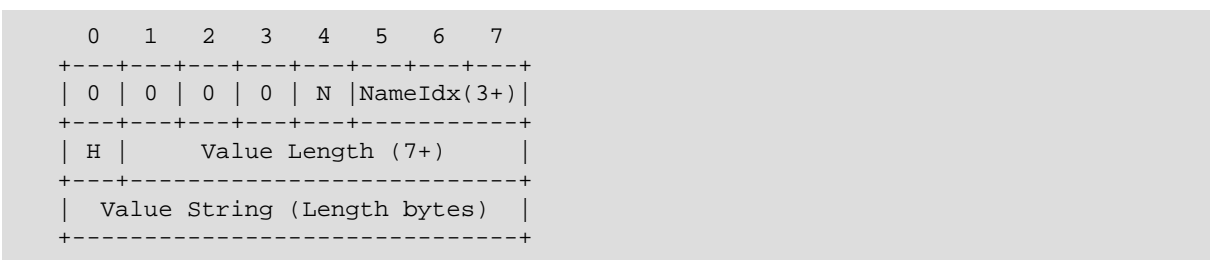 0   1   2   3   4   5   6   7
+---+---+---+---+---+---+---+---+
| 0 | 0 | 0 | 0 | N |NameIdx(3+)|
+---+---+---+---+---+-----------+
| H |     Value Length (7+)     |
+---+---------------------------+
|  Value String (Length bytes)  |
+-------------------------------+